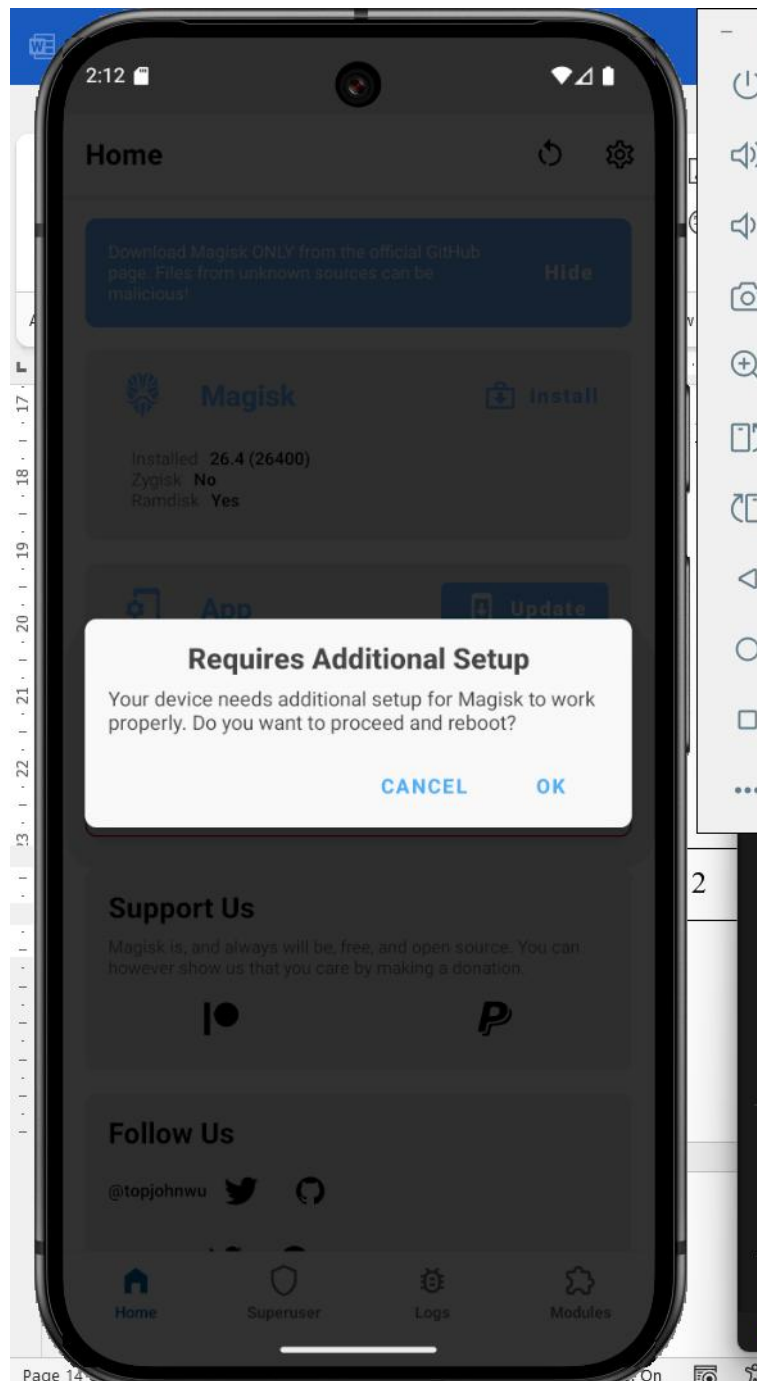 2:12
Home
Download Magisk ONLY from the official GitHub
page. Files from unknown sources can be
malicious!
Hide
Magisk
Install
Installed 26.4 (26400)
Zygisk No
Ramdisk Yes
App
Update
Requires Additional Setup
Your device needs additional setup for Magisk to work
properly. Do you want to proceed and reboot?
CANCEL OK
Support Us
Magisk is, and always will be, free, and open source. You can
however show us that you care by making a donation.
Follow Us
@topjohnwu
Home Superuser Logs Modules
17
18
19
20
21
22
23
2
Page 14
On